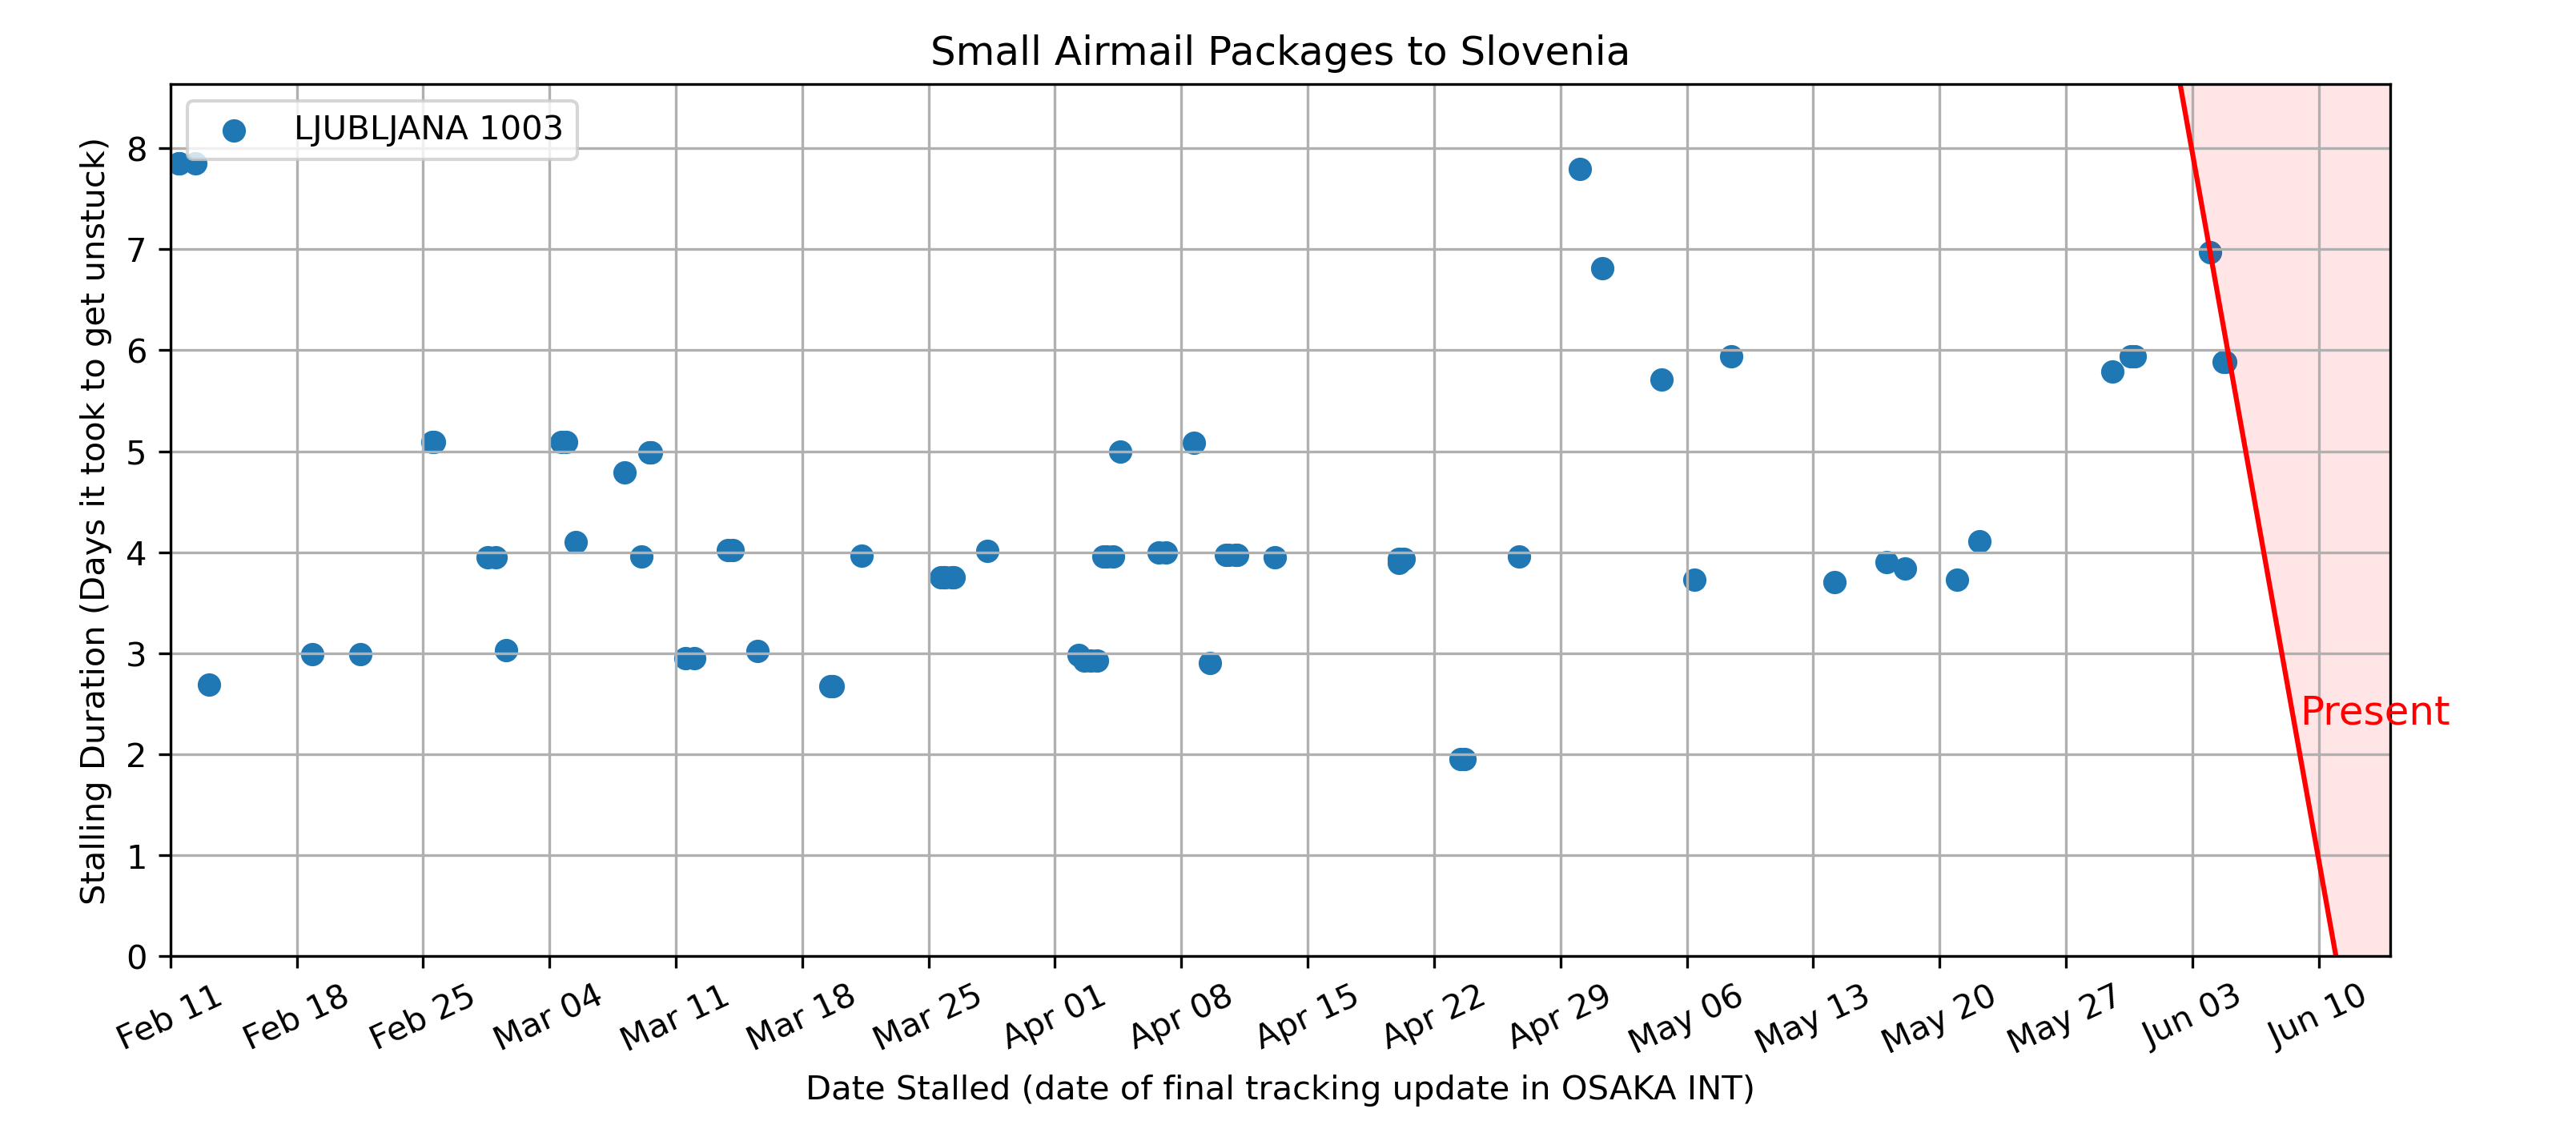 Small Airmail Packages to Slovenia
LJUBLJANA 1003
Stalling Duration (Days it took to get unstuck)
8
7
6
5
4
3
2
1
0
Present
Feb 11
Feb 18
Feb 25
Mar 04
Mar 11
Mar 18
Mar 25
Apr 01
Apr 08
Apr 15
Apr 22
Apr 29
May 06
May 13
May 20
May 27
Jun 03
Jun 10
Date Stalled (date of final tracking update in OSAKA INT)